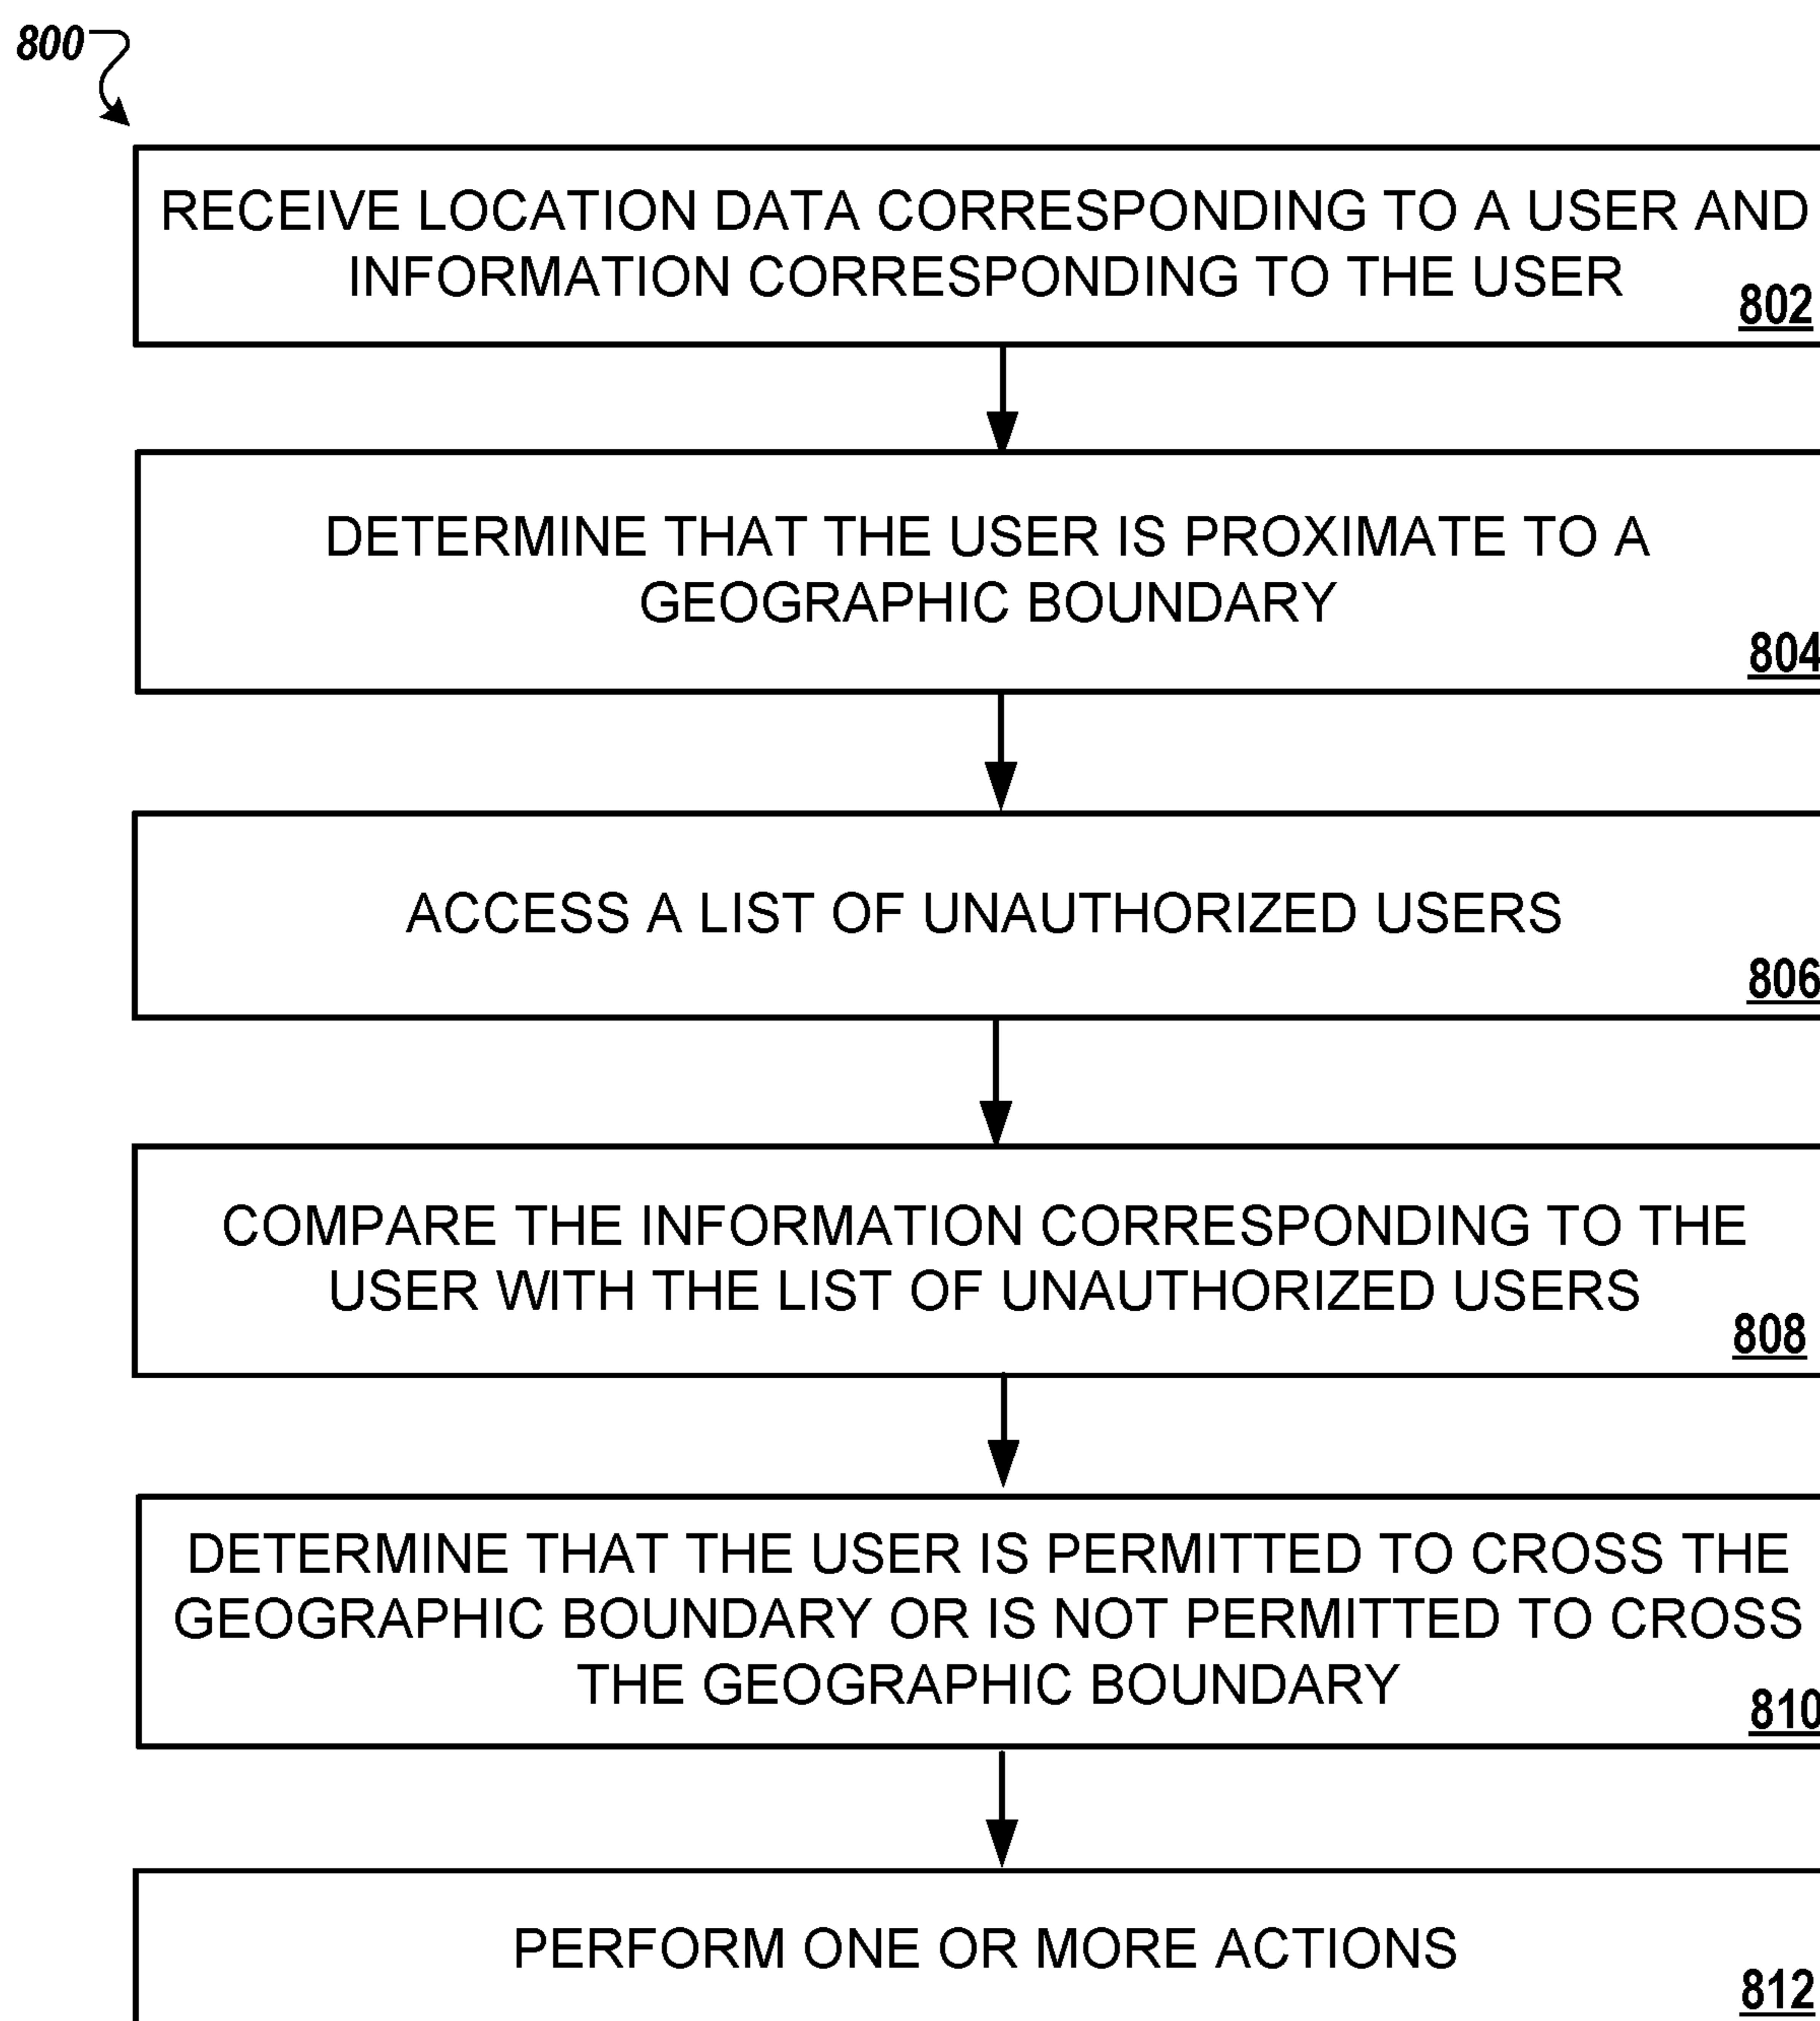 800
RECEIVE LOCATION DATA CORRESPONDING TO A USER AND
INFORMATION CORRESPONDING TO THE USER
802
DETERMINE THAT THE USER IS PROXIMATE TO A
GEOGRAPHIC BOUNDARY
804
ACCESS A LIST OF UNAUTHORIZED USERS
806
COMPARE THE INFORMATION CORRESPONDING TO THE
USER WITH THE LIST OF UNAUTHORIZED USERS
808
DETERMINE THAT THE USER IS PERMITTED TO CROSS THE
GEOGRAPHIC BOUNDARY OR IS NOT PERMITTED TO CROSS
THE GEOGRAPHIC BOUNDARY
810
PERFORM ONE OR MORE ACTIONS
812